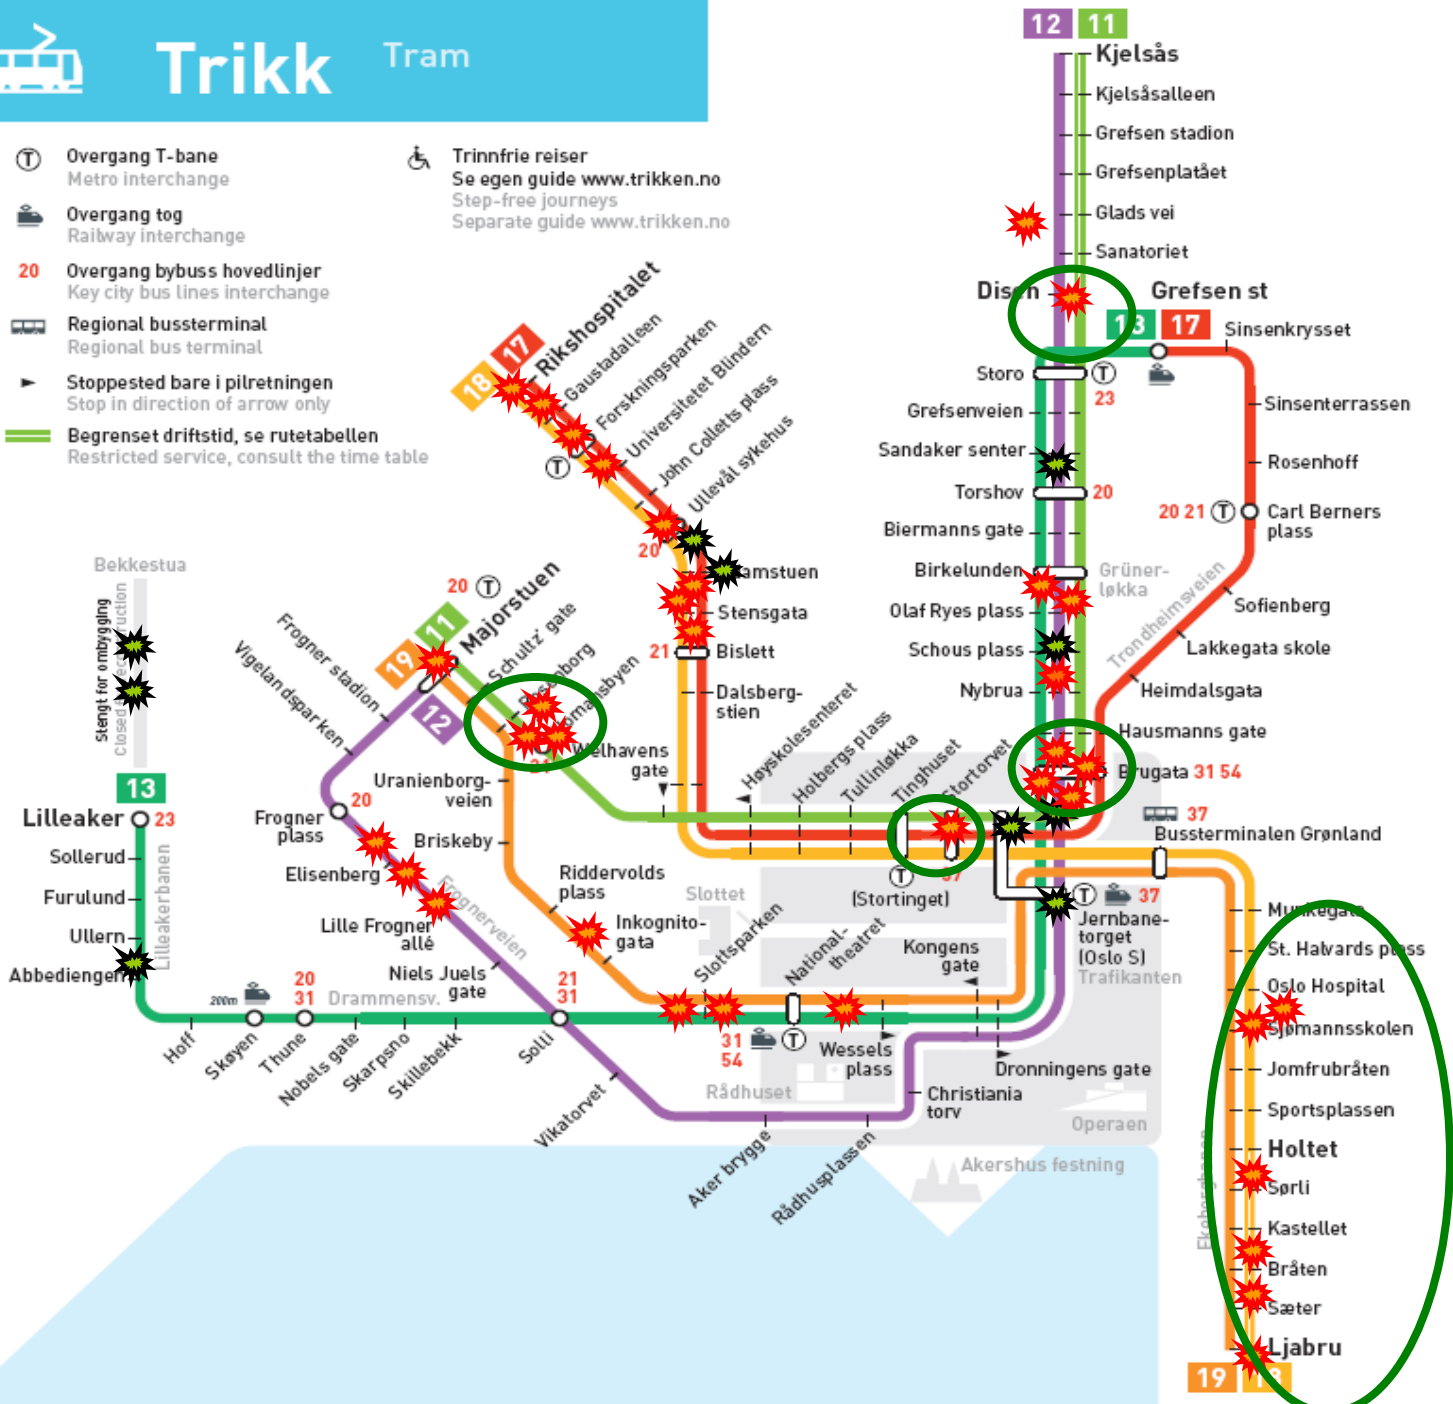 Trikk Tram
Overgang T-bane
Metro interchange
Overgang tog
Railway interchange
20 Overgang bybuss hovedlinjer
Key city bus lines interchange
Regional bussterminal
Regional bus terminal
Stoppested bare i pilretningen
Stop in direction of arrow only
Begrenset driftstid, se rutetabellen
Restricted service, consult the time table
Trinnfrie reiser
Se egen guide www.trikken.no
Step-free journeys
Separate guide www.trikken.no
12 11
Kjelsås
Kjelsåsalleen
Grefsen stadion
Grefsenplatået
Glads vei
Sanatoriet
Grefsen st
17
Sinsenkrysset
Storo T
23
Grefsenveien
Sandaker senter
Torshov 20
Biermanns gate
Birkelunden
Grüner-
løkka
Olaf Ryes plass
Schous plass
Nybrua
Hausmanns gate
Brugata 31 54
Sinsenterrassen
Rosenhoff
20 21 T Carl Berners
plass
Trondheimsveien
Sofienberg
Lakkegata skole
Heimdalsgata
37
Bussterminalen Grønland
18 17
Rikshospitalet
Gaustadalleen
Forskningsparken
T
Universitetet Blindern
John Colletts plass
Ullevål sykehus
20
Stensgata
21 Bislett
Dalsberg-
stien
Welhavens
gate
Høyskolesenteret
Holbergs plass
Tullinløkka
Tinghuset
Stortorvet
T
(Stortinget)
Bekkestua
Stengt for ombygging
13
Lilleaker 23
Sollerud
Furulund
Ullern
Abbediengen
Lilleakerbanen
20 T
Majorstuen
11
19
12
Schultz' gate
Frogner stadion
Vigelandsparken
Frogner
plass
20
Elisenberg
Lille Frogner
allé
Frognerveien
Niels Juels
gate
Uranienborg-
veien
Briskeby
Riddervolds
plass
Inkognito-
gata
Slottet
Slottsparken
National-
theatret
Kongens
gate
T 37
Jernbane-
torget
(Oslo S)
Trafikanten
200m
20
31
Drammensv.
21
31
Hoff
Skøyen
Thune
Nobels gate
Skarpsno
Skillebekk
Solli
Vikatorvet
31
54
T
Wessels
plass
Dronningens gate
Rådhuset
Christiania
torv
Operaen
Aker brygge
Rådhusplassen
Akershus festning
Munkegata
St. Halvards plass
Oslo Hospital
Sjømannsskolen
Jomfrubråten
Sportsplassen
Holtet
Sørli
Kastellet
Bråten
Sæter
Ljabru
19